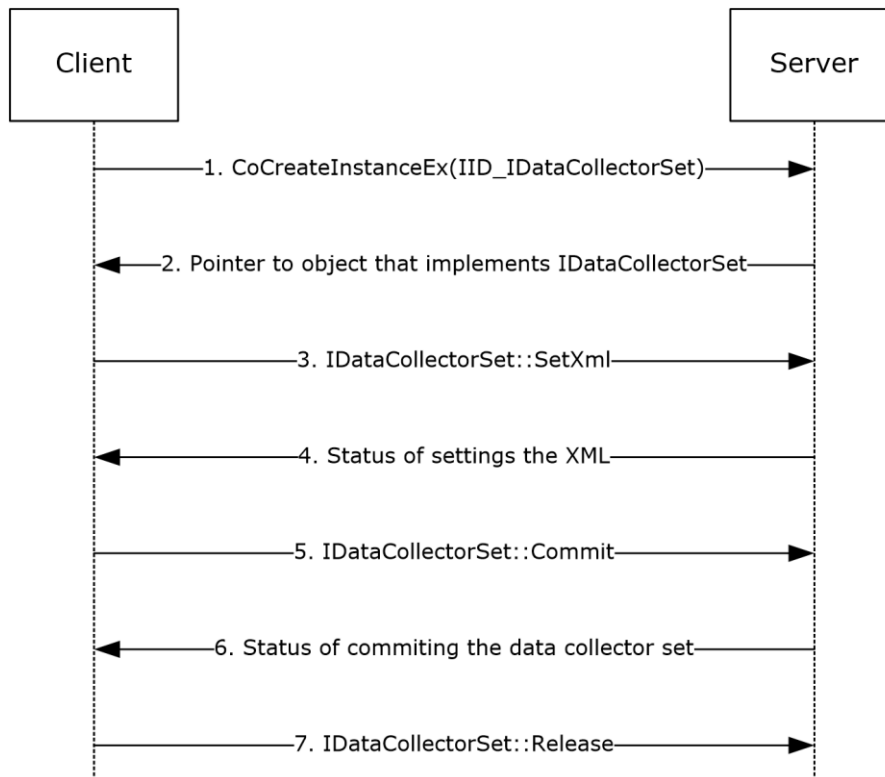 Client
Server
1. CoCreateInstanceEx(IID_IDataCollectorSet)
2. Pointer to object that implements IDataCollectorSet
3. IDataCollectorSet::SetXml
4. Status of settings the XML
5. IDataCollectorSet::Commit
6. Status of commiting the data collector set
7. IDataCollectorSet::Release